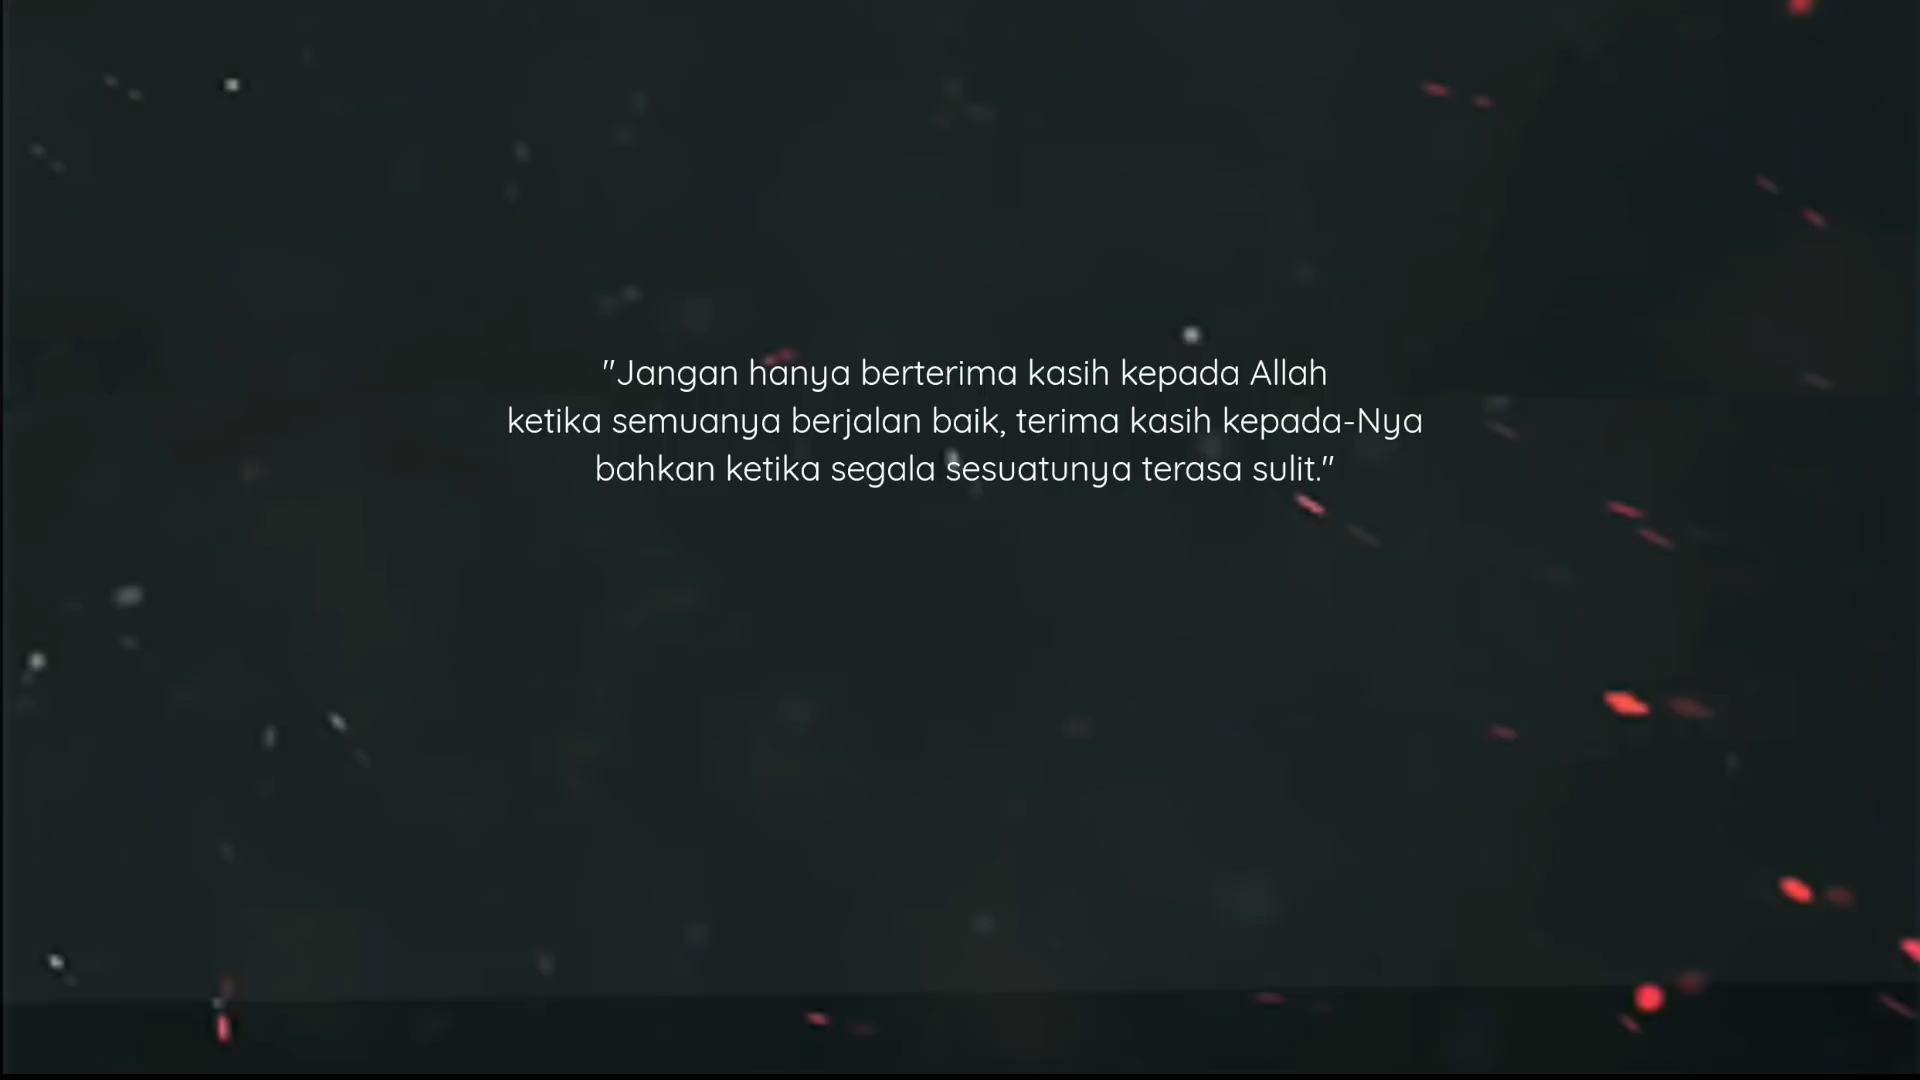 "Jangan hanya berterima kasih kepada Allah
ketika semuanya berjalan baik, terima kasih kepada-Nya
bahkan ketika segala sesuatunya terasa sulit."